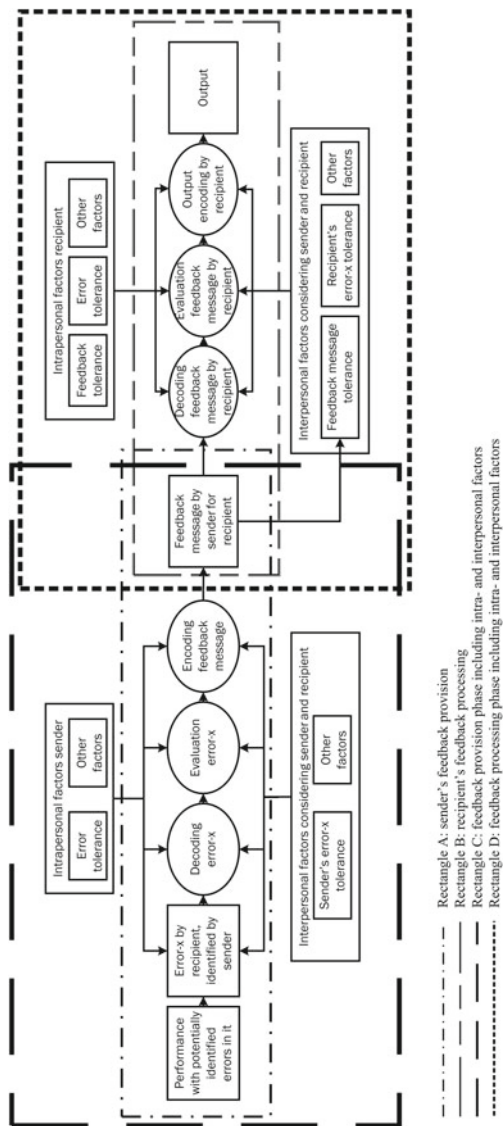 Intrapersonal factors sender
Error
tolerance
Other
factors
Intrapersonal factors recipient
Feedback
tolerance
Error
tolerance
Other
factors
Performance
with potentially
identified
errors in it
Error-x by
recipient,
identified by
sender
Decoding
error-x
Evaluation
error-x
Encoding
feedback
message
Feedback
message by
sender for
recipient
Decoding
feedback
message by
recipient
Evaluation
feedback
message by
recipient
Output
encoding by
recipient
Output
Interpersonal factors considering sender and recipient
Sender's error-x
tolerance
Other
factors
Interpersonal factors considering sender and recipient
Feedback message
tolerance
Recipient's
error-x tolerance
Other
factors
Rectangle A: sender's feedback provision
Rectangle B: recipient's feedback processing
Rectangle C: feedback provision phase including intra- and interpersonal factors
Rectangle D: feedback processing phase including intra- and interpersonal factors